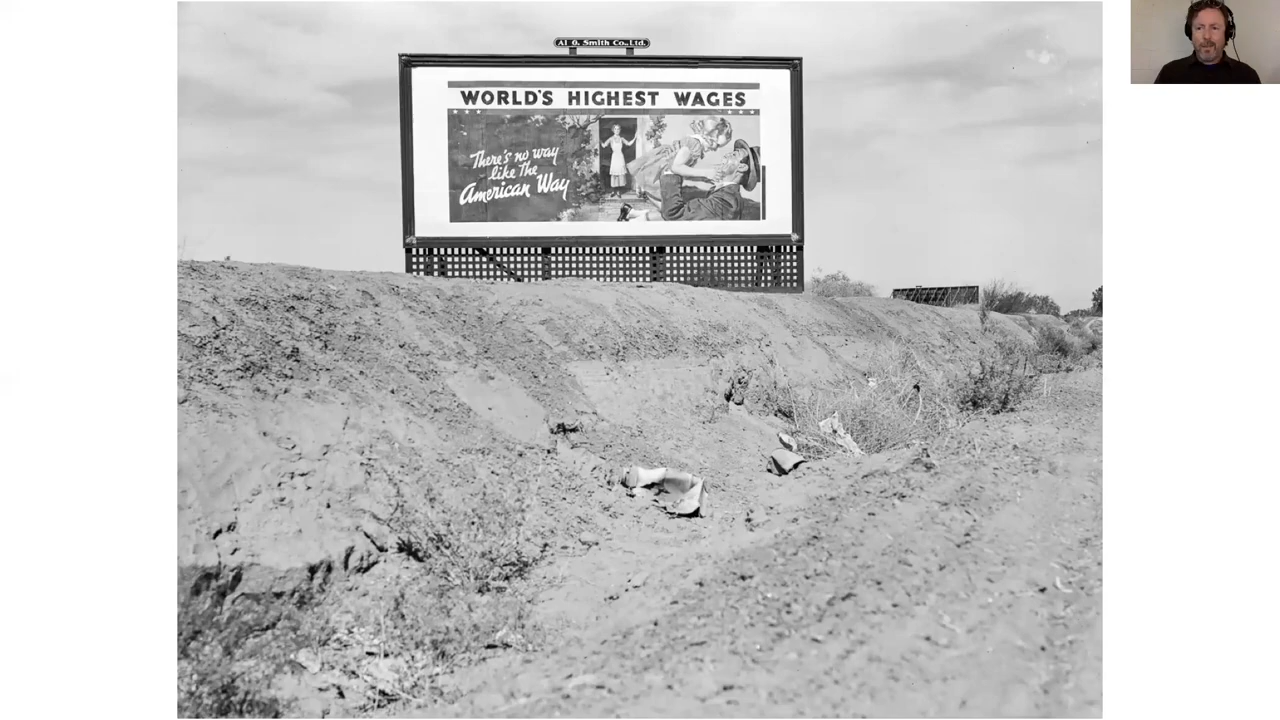 Al G. Smith Co., Ltd.
WORLD'S HIGHEST WAGES
There's no way
like the
American Way